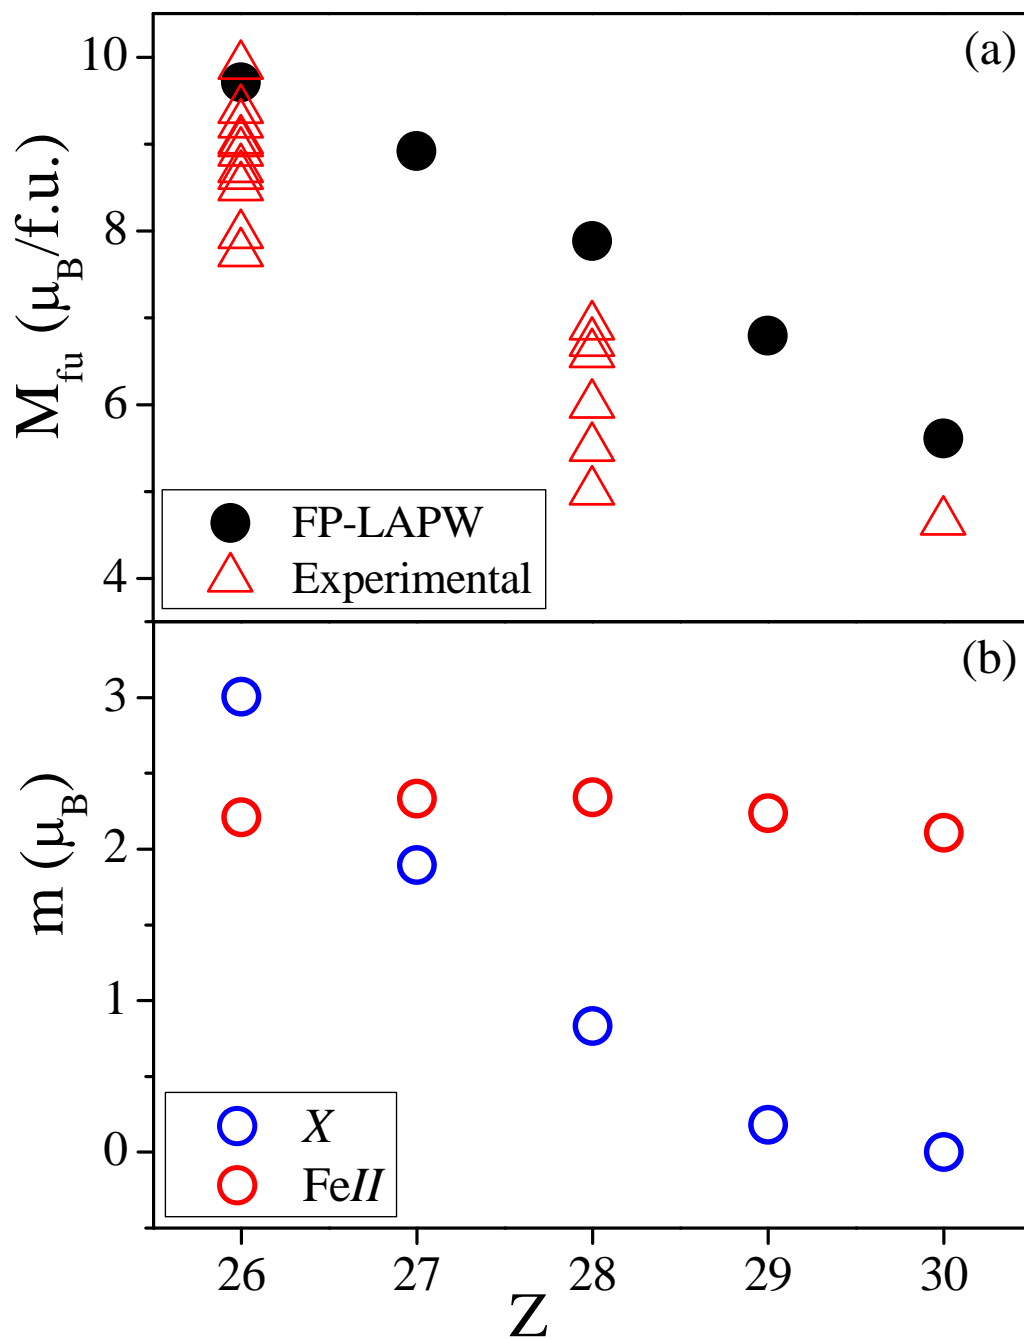 (a)
10
8
6
4
M_fu (μ_B/f.u.)
FP-LAPW
Experimental
(b)
3
2
1
0
m (μ_B)
X
FeII
26 27 28 29 30
Z